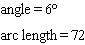 angle = 6°
arc length = 72